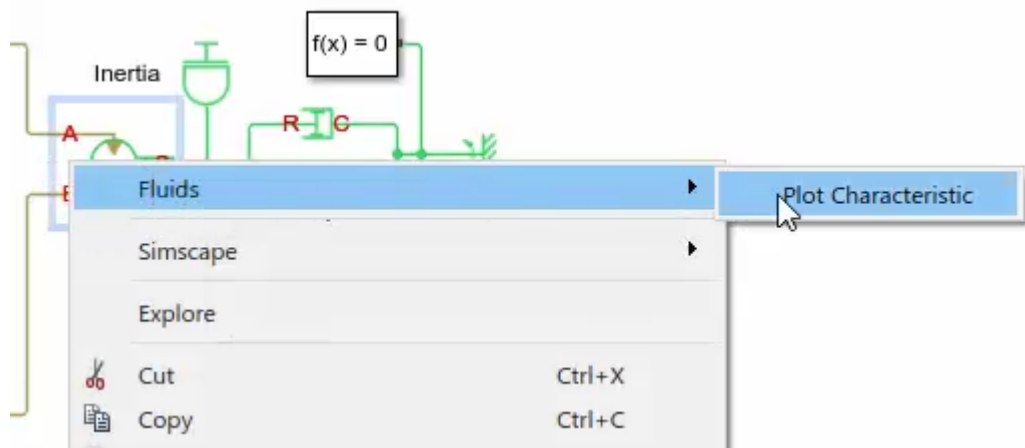 f(x) = 0
Inertia
A
R C
Fluids
Plot Characteristic
Simscape
Explore
Cut Ctrl+X
Copy Ctrl+C